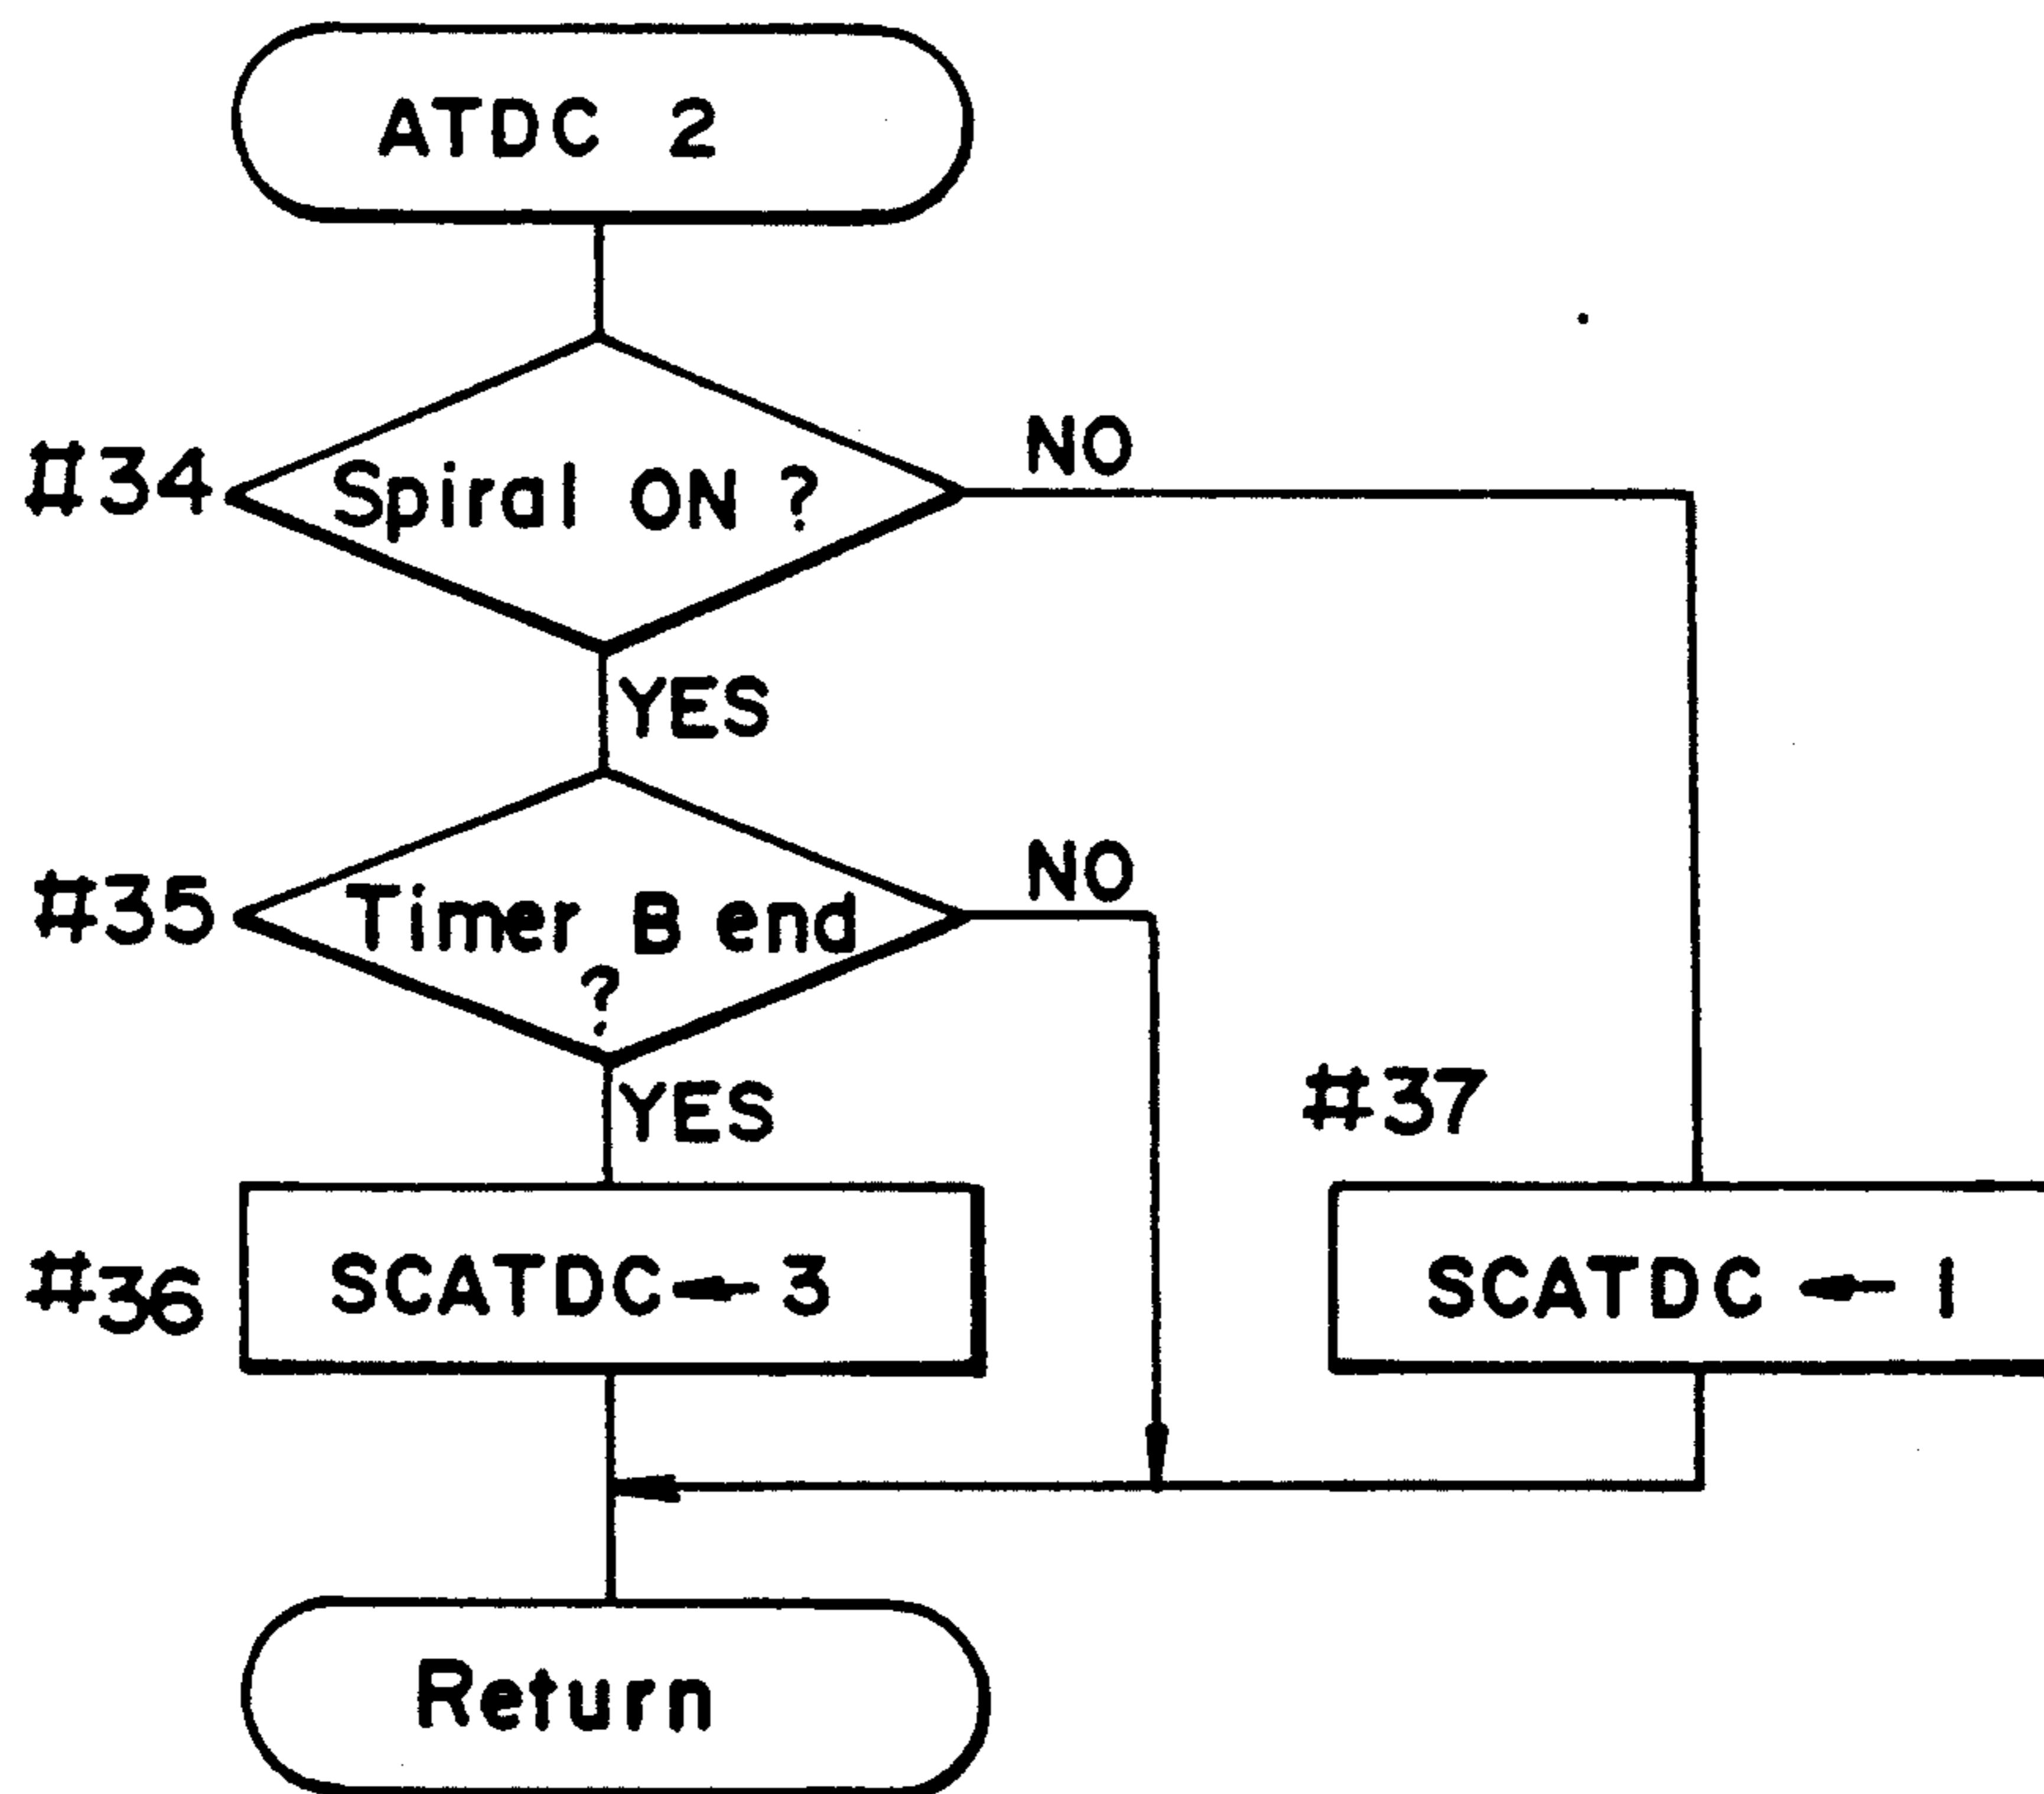 ATDC 2
#34
Spiral ON ?
NO
YES
#35
Timer B end
?
NO
YES
#37
#36
SCATDC ← 3
SCATDC ← 1
Return